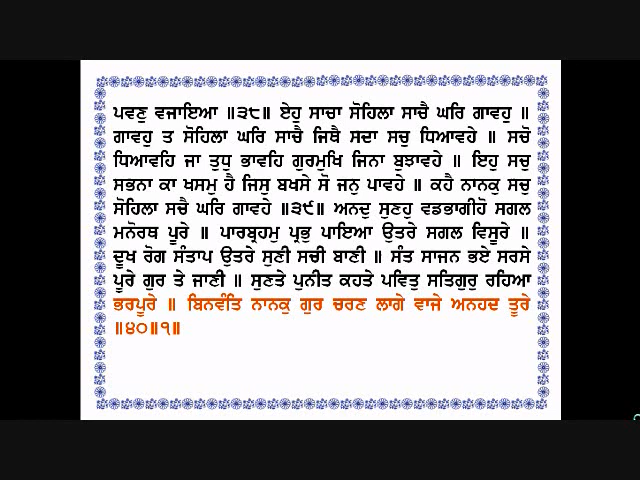 ਪਵਣੁ ਵਜਾਇਆ ॥੩੮॥ ਏਹੁ ਸਾਚਾ ਸੋਹਿਲਾ ਸਾਚੈ ਘਰਿ ਗਾਵਹੁ ॥
ਗਾਵਹੁ ਤ ਸੋਹਿਲਾ ਘਰਿ ਸਾਚੈ ਜਿਥੈ ਸਦਾ ਸਚੁ ਧਿਆਵਹੇ ॥ ਸਚੋ
ਧਿਆਵਹਿ ਜਾ ਤੁਧੁ ਭਾਵਹਿ ਗੁਰਮੁਖਿ ਜਿਨਾ ਬੁਝਾਵਹੇ ॥ ਇਹੁ ਸਚੁ
ਸਭਨਾ ਕਾ ਖਸਮੁ ਹੈ ਜਿਸੁ ਬਖਸੇ ਸੋ ਜਨੁ ਪਾਵਹੇ ॥ ਕਹੈ ਨਾਨਕੁ ਸਚੁ
ਸੋਹਿਲਾ ਸਚੈ ਘਰਿ ਗਾਵਹੇ ॥੩੯॥ ਅਨਦੁ ਸੁਣਹੁ ਵਡਭਾਗੀਹੋ ਸਗਲ
ਮਨੋਰਥ ਪੂਰੇ ॥ ਪਾਰਬ੍ਰਹਮੁ ਪ੍ਰਭੁ ਪਾਇਆ ਉਤਰੇ ਸਗਲ ਵਿਸੂਰੇ ॥
ਦੂਖ ਰੋਗ ਸੰਤਾਪ ਉਤਰੇ ਸੁਣੀ ਸਚੀ ਬਾਣੀ ॥ ਸੰਤ ਸਾਜਨ ਭਏ ਸਰਸੇ
ਪੂਰੇ ਗੁਰ ਤੇ ਜਾਣੀ ॥ ਸੁਣਤੇ ਪੁਨੀਤ ਕਹਤੇ ਪਵਿਤੁ ਸਤਿਗੁਰੁ ਰਹਿਆ
ਭਰਪੂਰੇ ॥ ਬਿਨਵੰਤਿ ਨਾਨਕੁ ਗੁਰ ਚਰਣ ਲਾਗੇ ਵਾਜੇ ਅਨਹਦ ਤੂਰੇ
॥੪੦॥੧॥